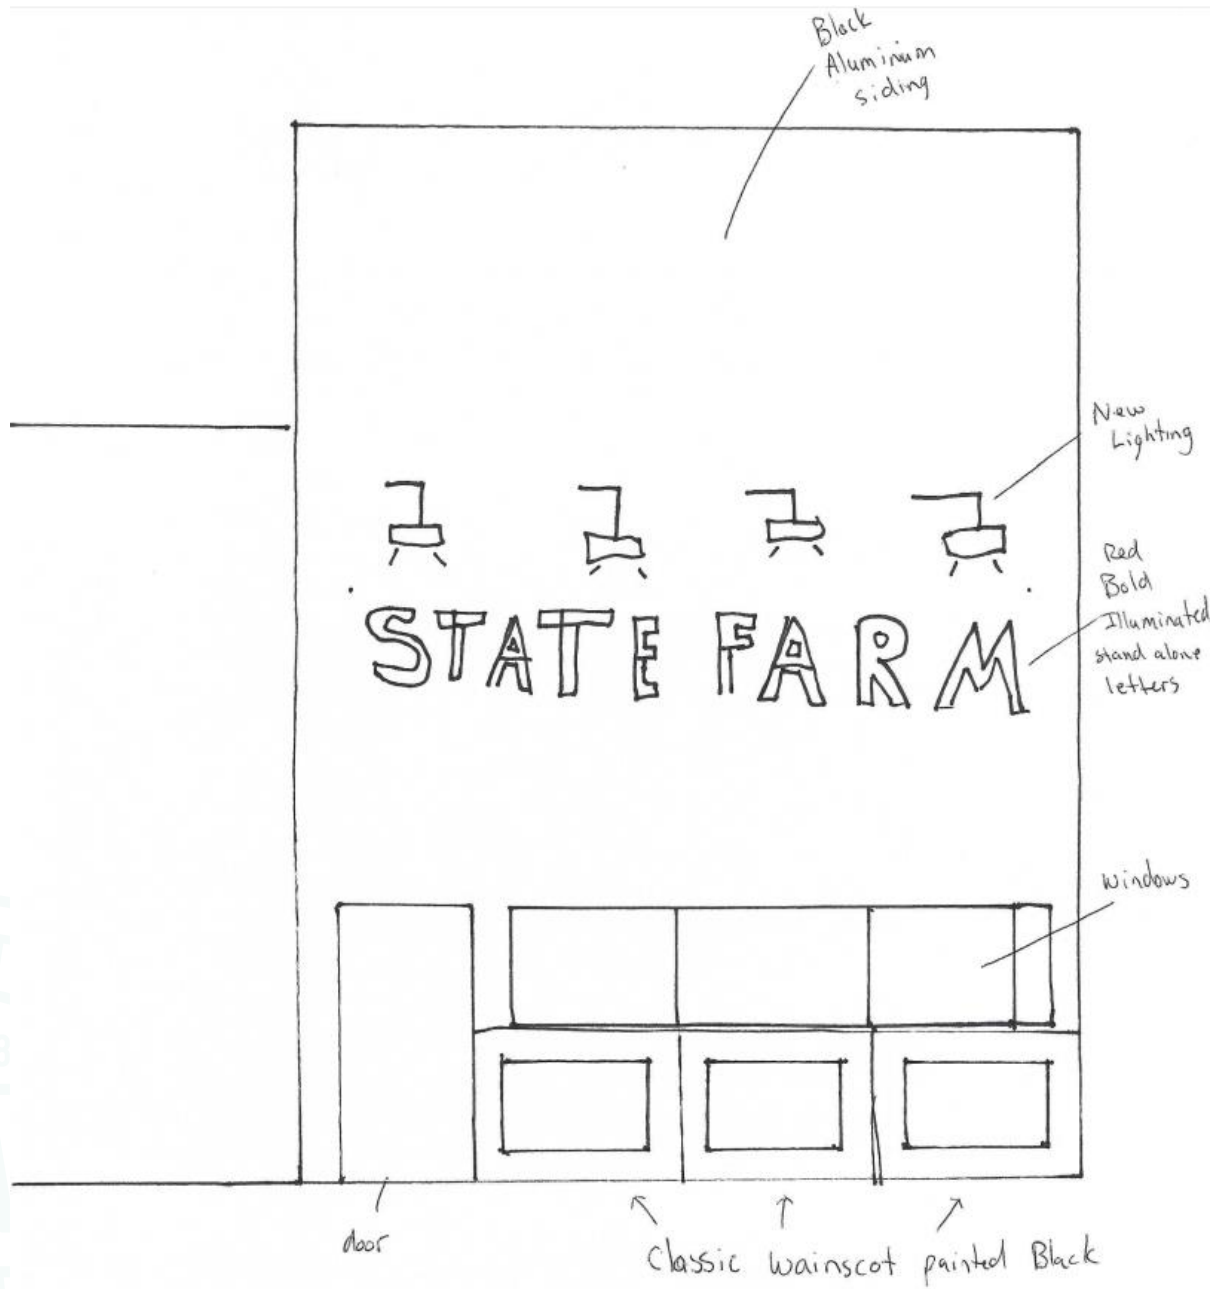 Black
Aluminium
siding
New
Lighting
Red
Bold
Illuminated
stand alone
letters
STATE FARM
windows
door
Classic wainscot painted Black